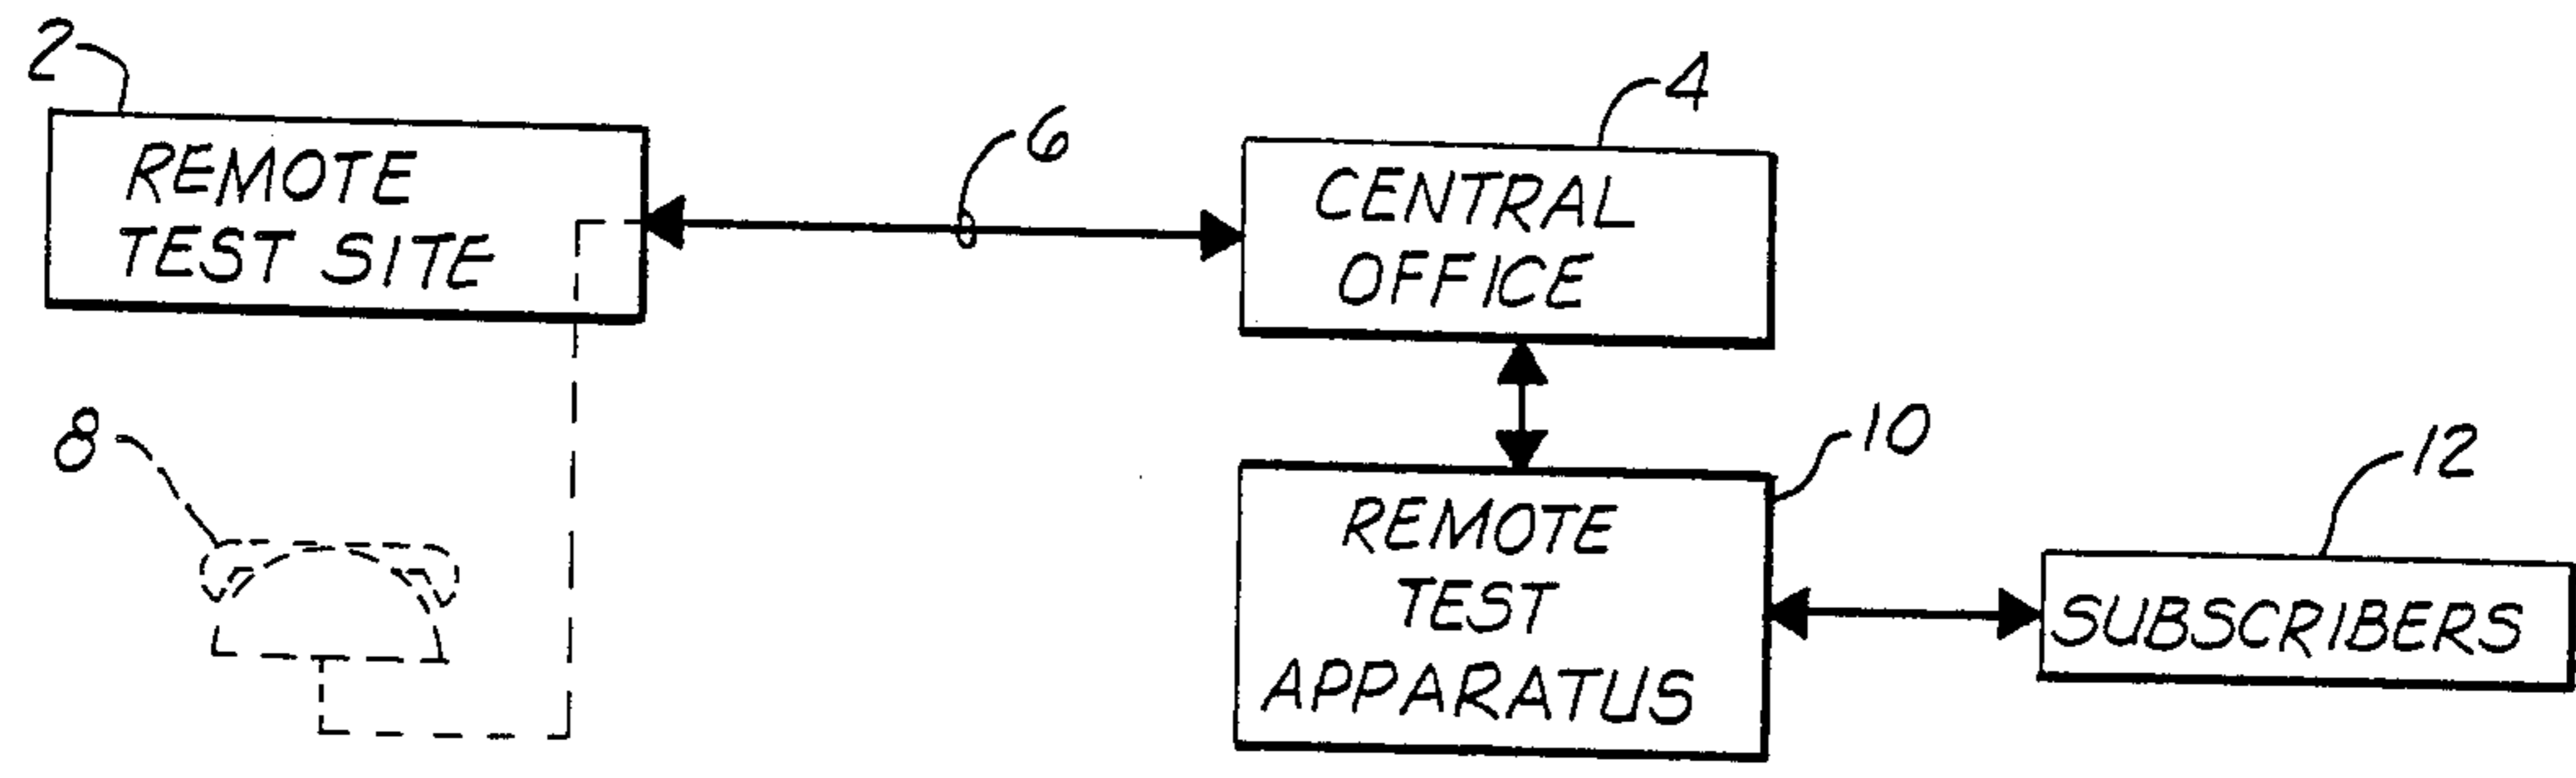 2
REMOTE
TEST SITE
6
4
CENTRAL
OFFICE
8
10
REMOTE
TEST
APPARATUS
12
SUBSCRIBERS